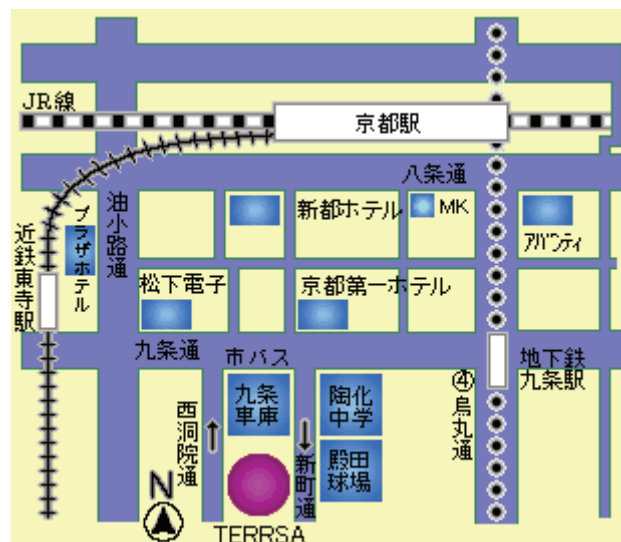 JR線
京都駅
八条通
油小路通
プラザホテル
近鉄東寺駅
新都ホテル
MK
アバンティ
松下電子
京都第一ホテル
九条通
市バス
九条
車庫
陶化
中学
殿田
球場
④
烏丸通
地下鉄
九条駅
西洞院通
新町通
N
TERRSA